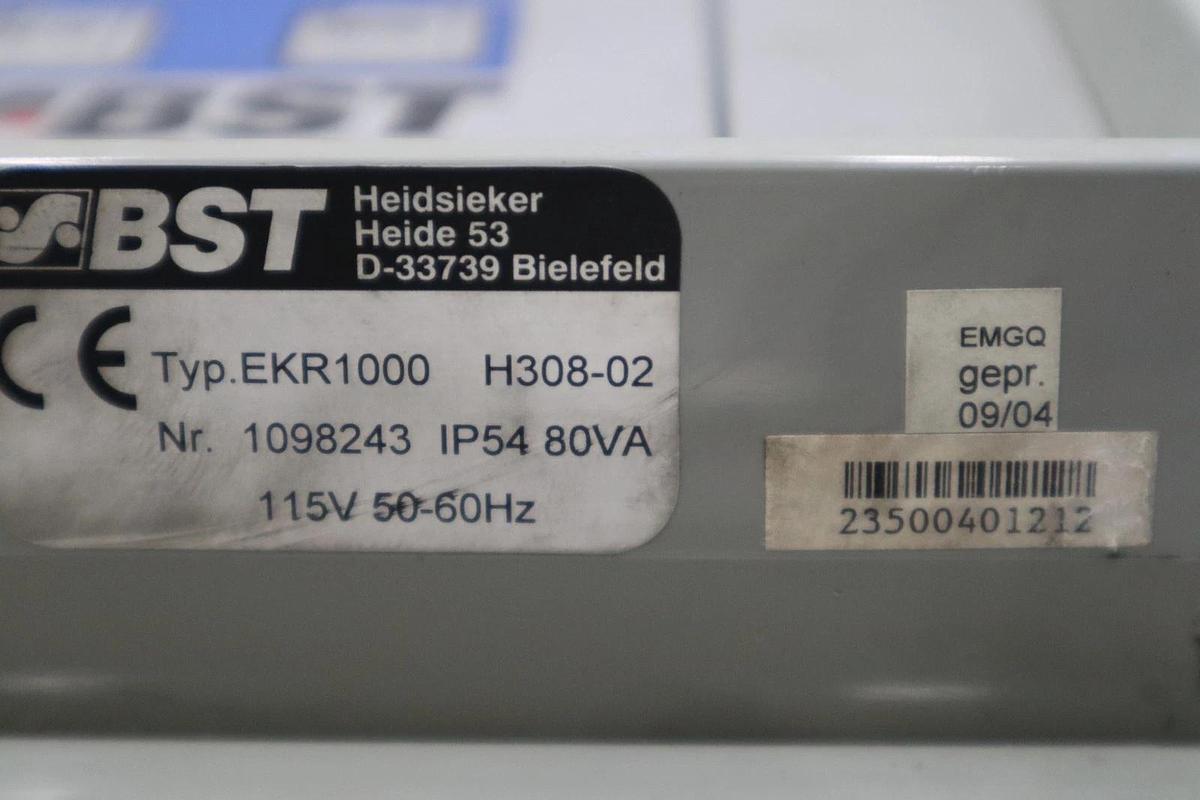 BST
BST
Heidsieker
Heide 53
D-33739 Bielefeld
CE
Typ.EKR1000 H308-02
Nr. 1098243 IP54 80VA
115V 50-60Hz
EMGQ
gepr.
09/04
23500401212